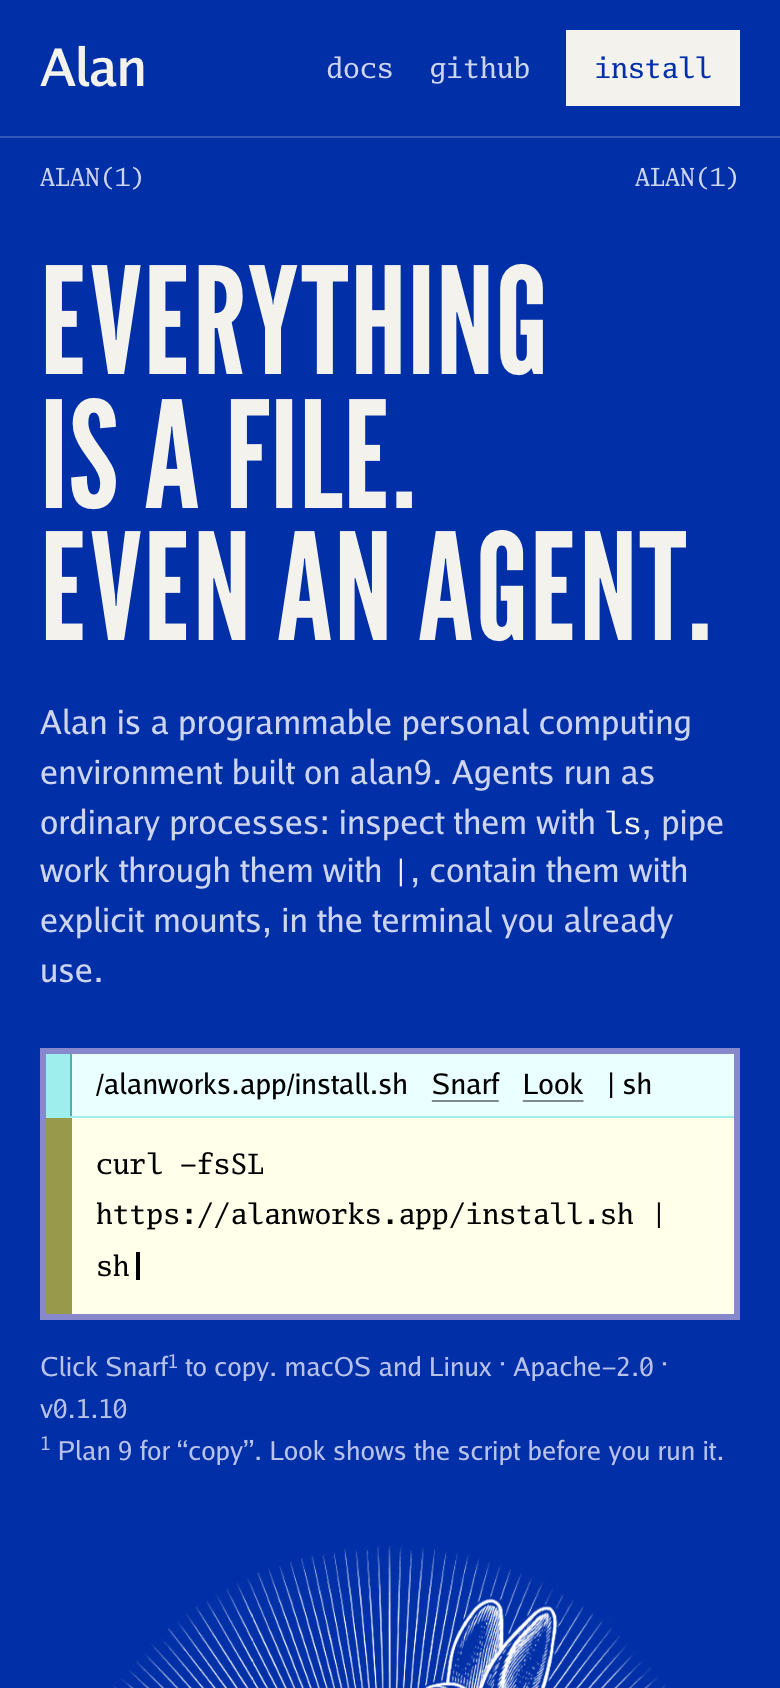 Alan docs github install
ALAN(1) ALAN(1)
EVERYTHING
IS A FILE.
EVEN AN AGENT.
Alan is a programmable personal computing
environment built on alan9. Agents run as
ordinary processes: inspect them with ls, pipe
work through them with |, contain them with
explicit mounts, in the terminal you already
use.
/alanworks.app/install.sh Snarf Look | sh
curl -fsSL
https://alanworks.app/install.sh |
sh
Click Snarf¹ to copy. macOS and Linux · Apache-2.0 ·
v0.1.10
¹ Plan 9 for “copy”. Look shows the script before you run it.